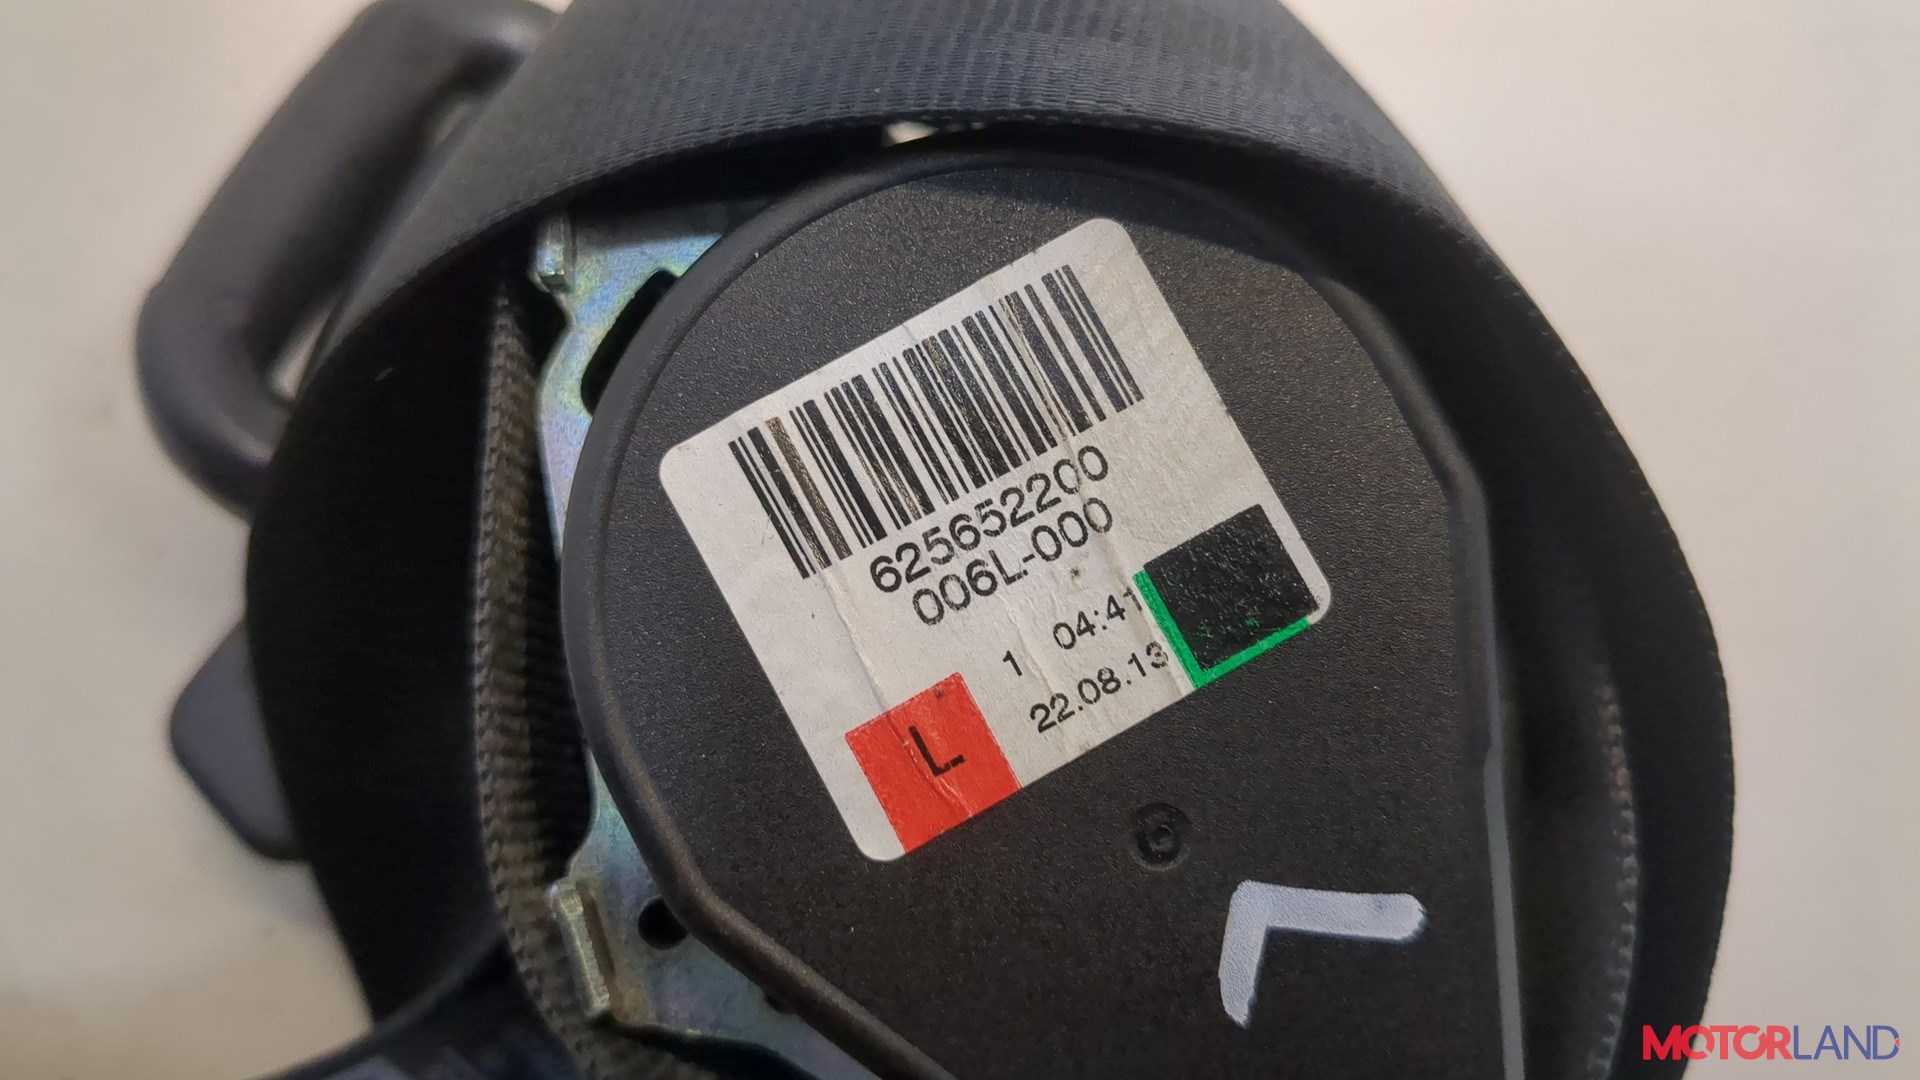 625652200
006L-000
1 04:41
22.08.13
L
L
MOTORLAND